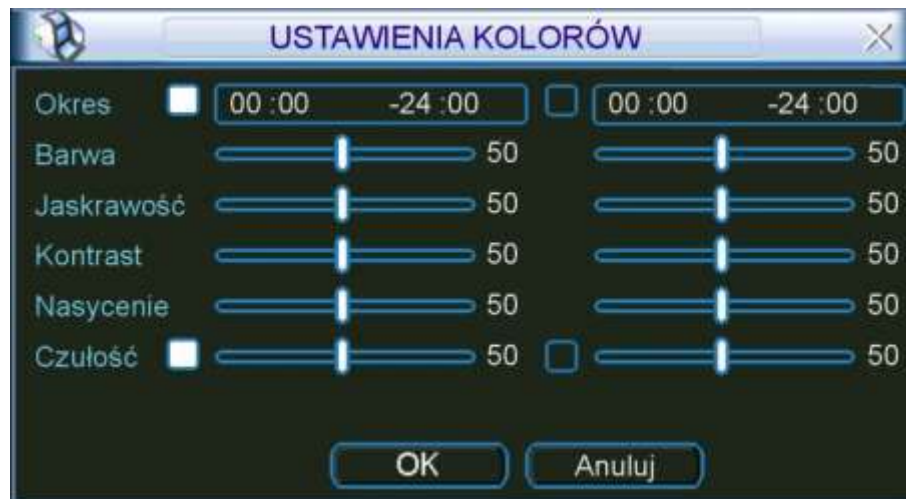 USTAWIENIA KOLORÓW
Okres 00 :00 -24 :00 00 :00 -24 :00
Barwa 50 50
Jaskrawość 50 50
Kontrast 50 50
Nasycenie 50 50
Czułość 50 50
OK Anuluj